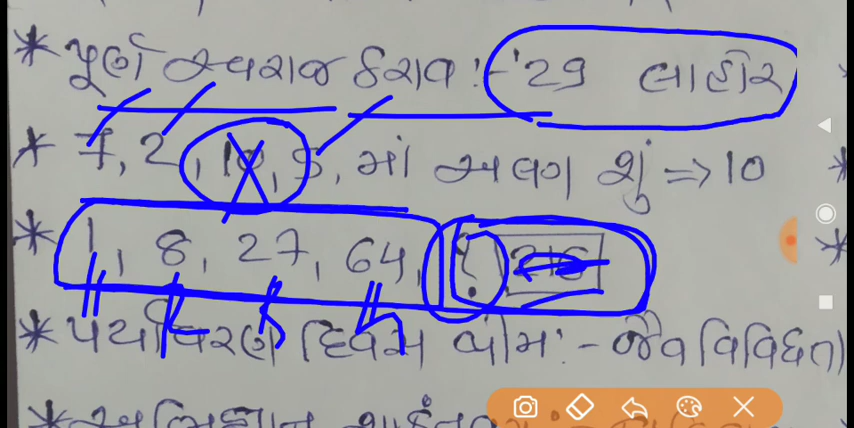 * પૂર્ણ સ્વરાજ ઠરાવ :- '29 લાહોર
* 7, 2, 10, 5, માં અલગ શું => 10
* 1, 8, 27, 64, ?
* પર્યાવરણ દિવસ થીમ :- જૈવ વિવિધતા